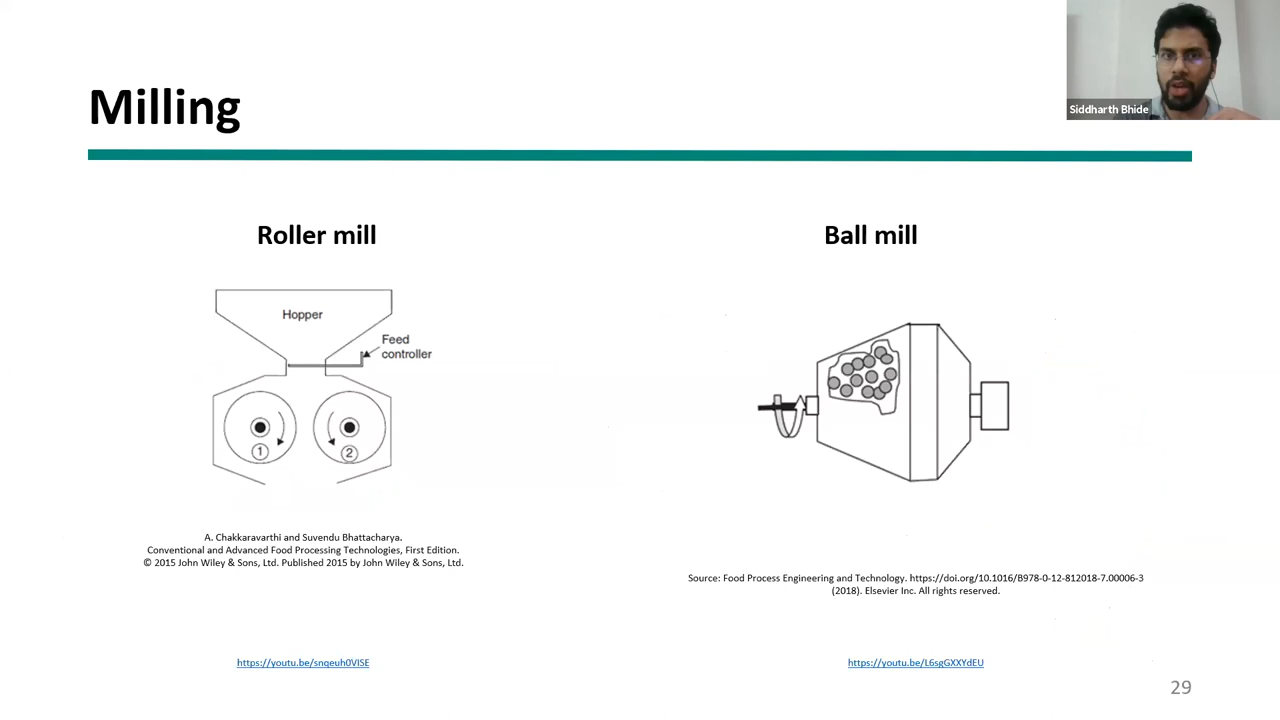 Siddharth Bhide
Milling
Roller mill
Ball mill
Hopper
Feed
controller
1
2
A. Chakkaravarthi and Suvendu Bhattacharya.
Conventional and Advanced Food Processing Technologies, First Edition.
© 2015 John Wiley & Sons, Ltd. Published 2015 by John Wiley & Sons, Ltd.
Source: Food Process Engineering and Technology. https://doi.org/10.1016/B978-0-12-812018-7.00006-3
(2018). Elsevier Inc. All rights reserved.
https://youtu.be/snqeuh0VISE
https://youtu.be/L6sgGXXYdEU
29